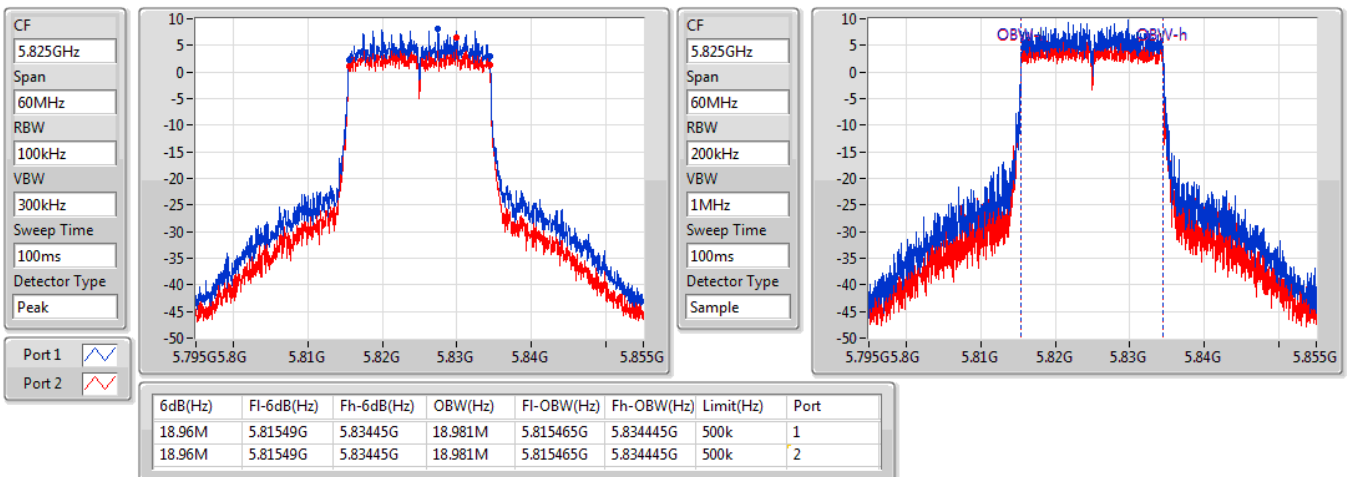 CF
5.825GHz
Span
60MHz
RBW
100kHz
VBW
300kHz
Sweep Time
100ms
Detector Type
Peak
Port 1
Port 2
10
5
0
-5
-10
-15
-20
-25
-30
-35
-40
-45
-50
5.795G 5.8G 5.81G 5.82G 5.83G 5.84G 5.855G
CF
5.825GHz
Span
60MHz
RBW
200kHz
VBW
1MHz
Sweep Time
100ms
Detector Type
Sample
10
5
0
-5
-10
-15
-20
-25
-30
-35
-40
-45
-50
OBW-h
5.795G 5.8G 5.81G 5.82G 5.83G 5.84G 5.855G
6dB(Hz) Fl-6dB(Hz) Fh-6dB(Hz) OBW(Hz) Fl-OBW(Hz) Fh-OBW(Hz) Limit(Hz) Port
18.96M 5.81549G 5.83445G 18.981M 5.815465G 5.834445G 500k 1
18.96M 5.81549G 5.83445G 18.981M 5.815465G 5.834445G 500k 2